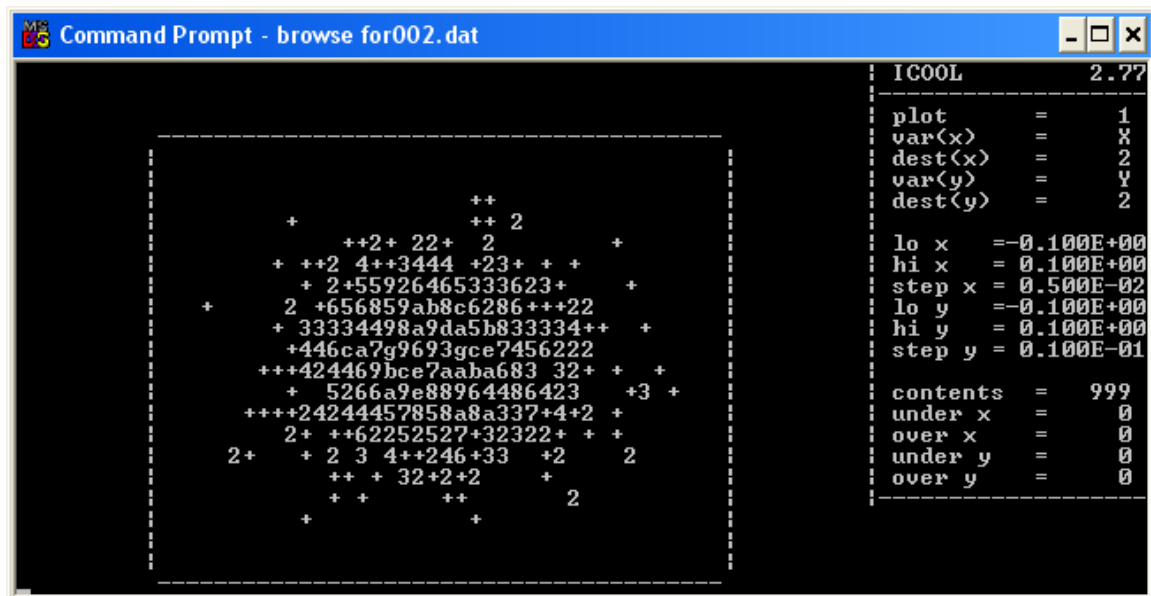 Command Prompt - browse for002.dat
ICOOL 2.77
plot = 1
var(x) = X
dest(x) = 2
var(y) = Y
dest(y) = 2
lo x =-0.100E+00
hi x = 0.100E+00
step x = 0.500E-02
lo y =-0.100E+00
hi y = 0.100E+00
step y = 0.100E-01
contents = 999
under x = 0
over x = 0
under y = 0
over y = 0
++
+ ++ 2
++2+ 22+ 2 +
+ ++2 4++3444 +23+ + +
+ 2+55926465333623+ +
+ 2 +656859ab8c6286+++22
+ 33334498a9da5b833334++ +
+446ca7g9693gce7456222
+++424469bce7aaba683 32+ + +
+ 5266a9e88964486423 +3 +
++++24244457858a8a337+4+2 +
2+ ++62252527+32322+ + +
2+ + 2 3 4++246+33 +2 2
++ + 32+2+2 +
+ + ++ 2
+ +